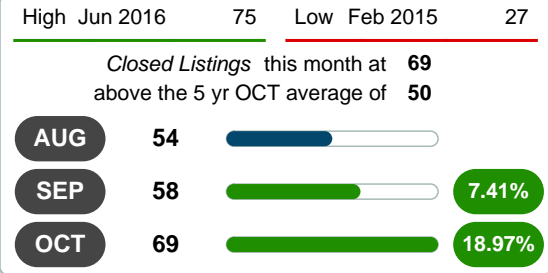 High Jun 2016 75 Low Feb 2015 27
Closed Listings this month at 69
above the 5 yr OCT average of 50
AUG 54
SEP 58 7.41%
OCT 69 18.97%